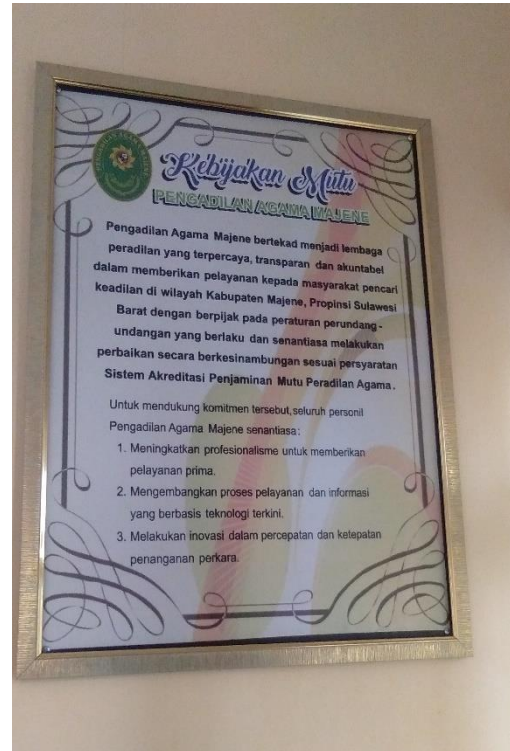 Kebijakan Mutu
PENGADILAN AGAMA MAJENE
Pengadilan Agama Majene bertekad menjadi lembaga
peradilan yang terpercaya, transparan dan akuntabel
dalam memberikan pelayanan kepada masyarakat pencari
keadilan di wilayah Kabupaten Majene, Propinsi Sulawesi
Barat dengan berpijak pada peraturan perundang -
undangan yang berlaku dan senantiasa melakukan
perbaikan secara berkesinambungan sesuai persyaratan
Sistem Akreditasi Penjaminan Mutu Peradilan Agama.
Untuk mendukung komitmen tersebut,seluruh personil
Pengadilan Agama Majene senantiasa:
1. Meningkatkan profesionalisme untuk memberikan
pelayanan prima.
2. Mengembangkan proses pelayanan dan informasi
yang berbasis teknologi terkini.
3. Melakukan inovasi dalam percepatan dan ketepatan
penanganan perkara.